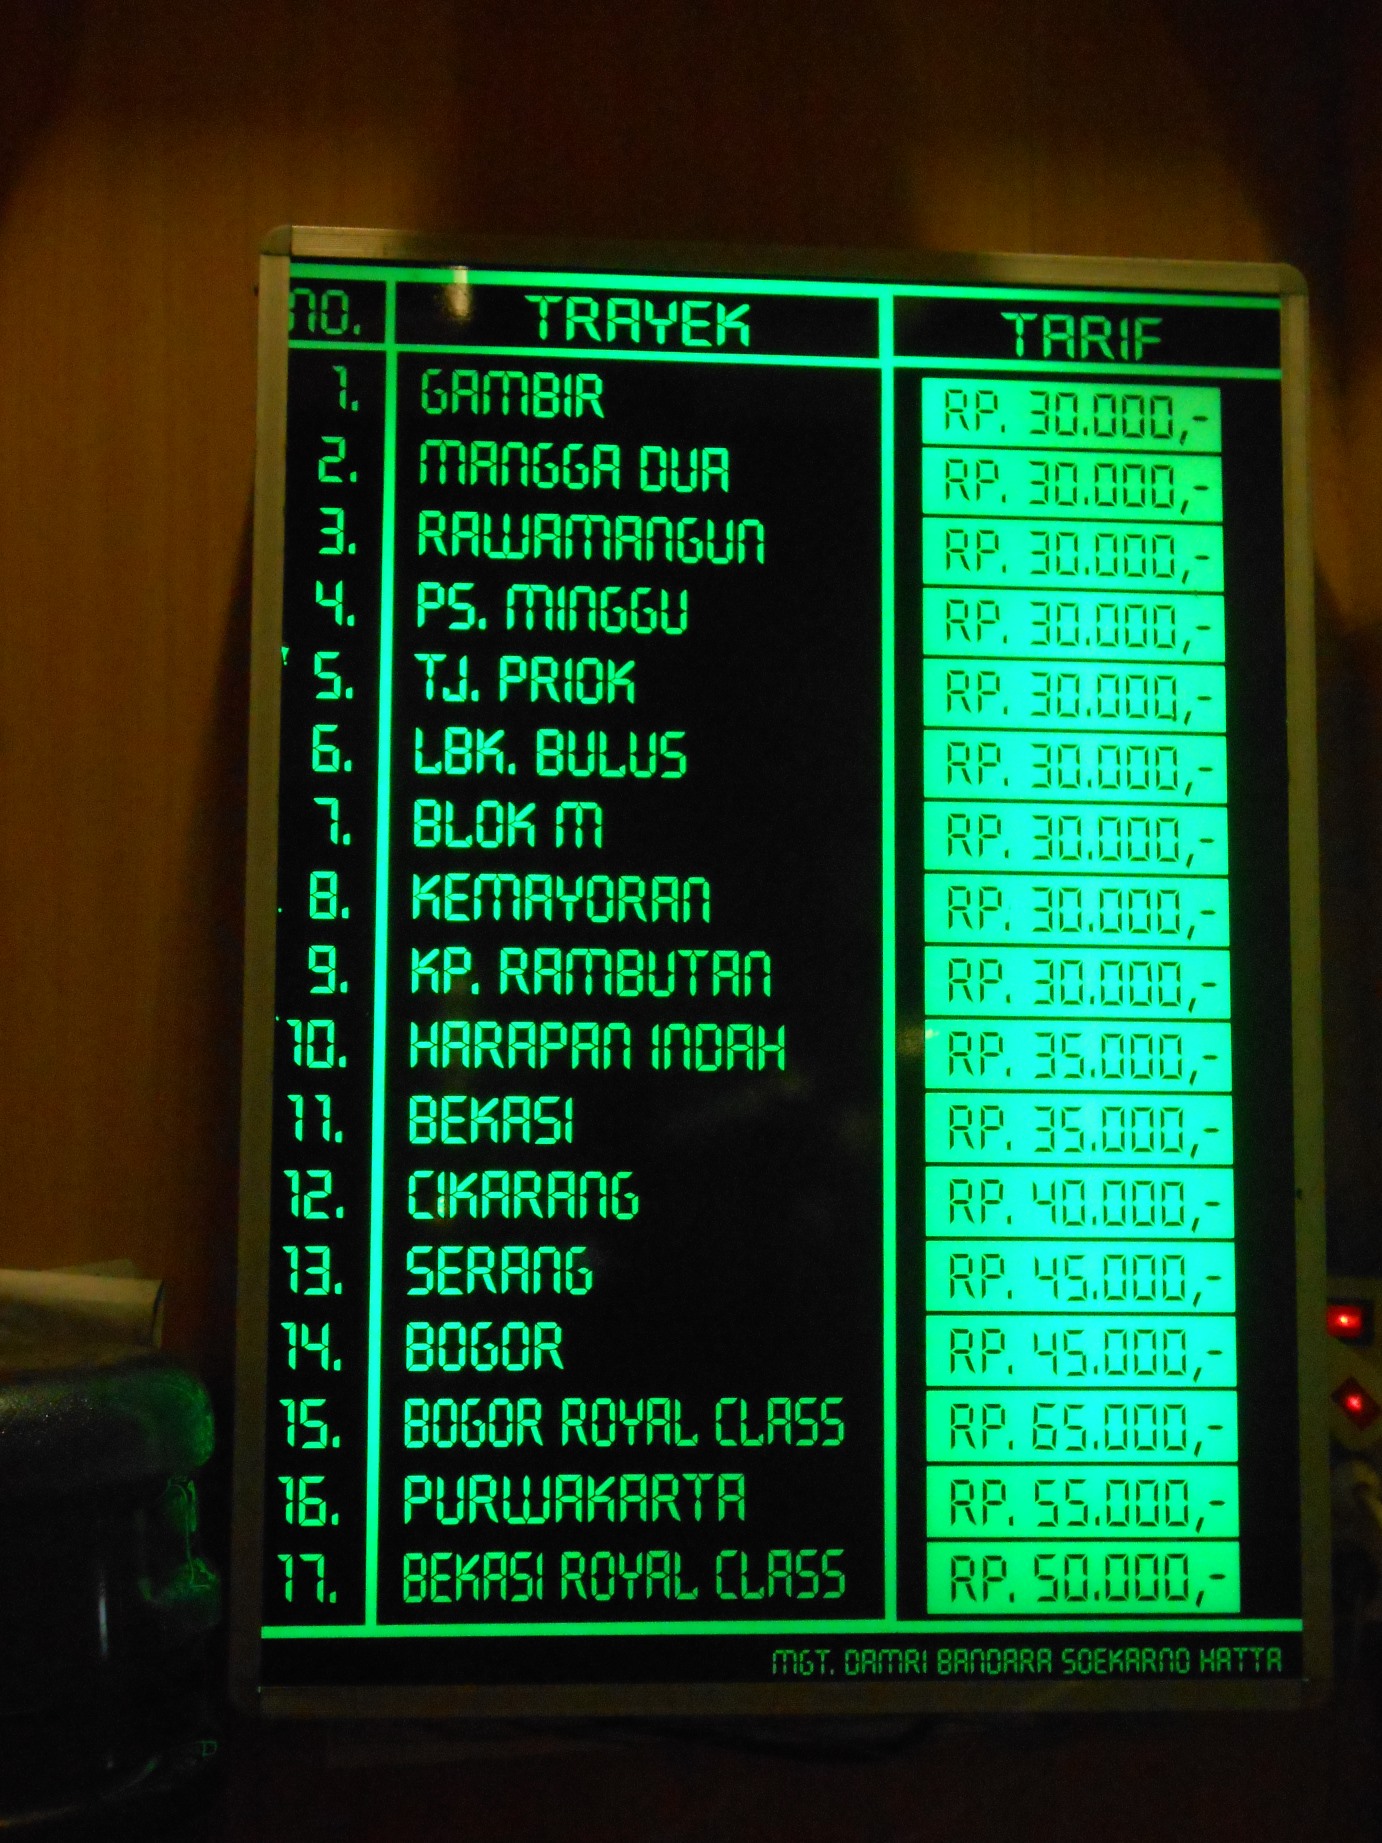 NO. TRAYEK TARIF
1. GAMBIR RP. 30.000,-
2. MANGGA DUA RP. 30.000,-
3. RAWAMANGUN RP. 30.000,-
4. PS. MINGGU RP. 30.000,-
5. TJ. PRIOK RP. 30.000,-
6. LBK. BULUS RP. 30.000,-
7. BLOK M RP. 30.000,-
8. KEMAYORAN RP. 30.000,-
9. KP. RAMBUTAN RP. 30.000,-
10. HARAPAN INDAH RP. 35.000,-
11. BEKASI RP. 35.000,-
12. CIKARANG RP. 40.000,-
13. SERANG RP. 45.000,-
14. BOGOR RP. 45.000,-
15. BOGOR ROYAL CLASS RP. 65.000,-
16. PURWAKARTA RP. 55.000,-
17. BEKASI ROYAL CLASS RP. 50.000,-
MGT. DAMRI BANDARA SOEKARNO HATTA